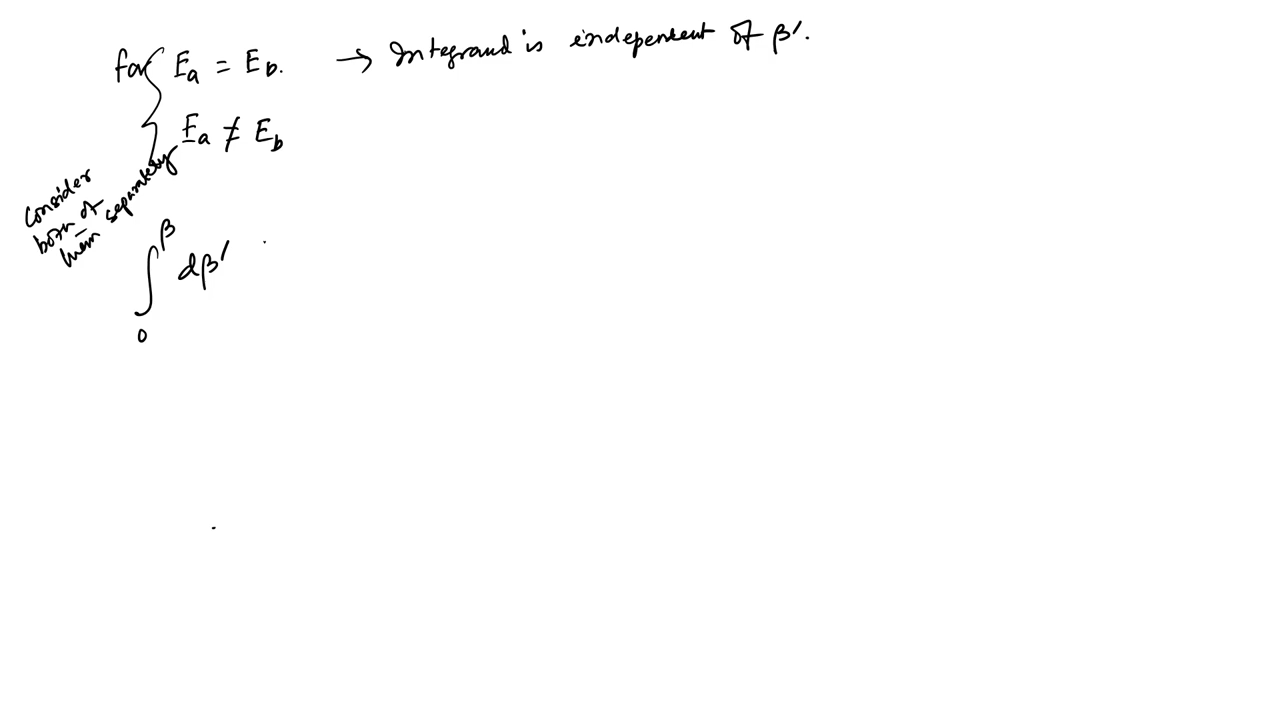 for { E_a = E_b. → Integrand is independent of β'.
E_a ≠ E_b
Consider
both of
them separately
∫_0^β dβ'